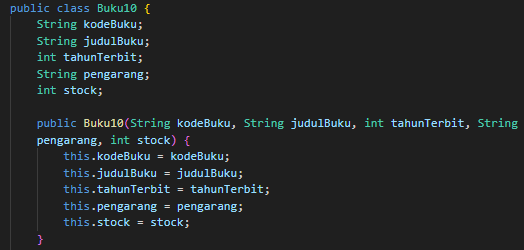 public class Buku10 {
    String kodeBuku;
    String judulBuku;
    int tahunTerbit;
    String pengarang;
    int stock;

    public Buku10(String kodeBuku, String judulBuku, int tahunTerbit, String
    pengarang, int stock) {
        this.kodeBuku = kodeBuku;
        this.judulBuku = judulBuku;
        this.tahunTerbit = tahunTerbit;
        this.pengarang = pengarang;
        this.stock = stock;
    }